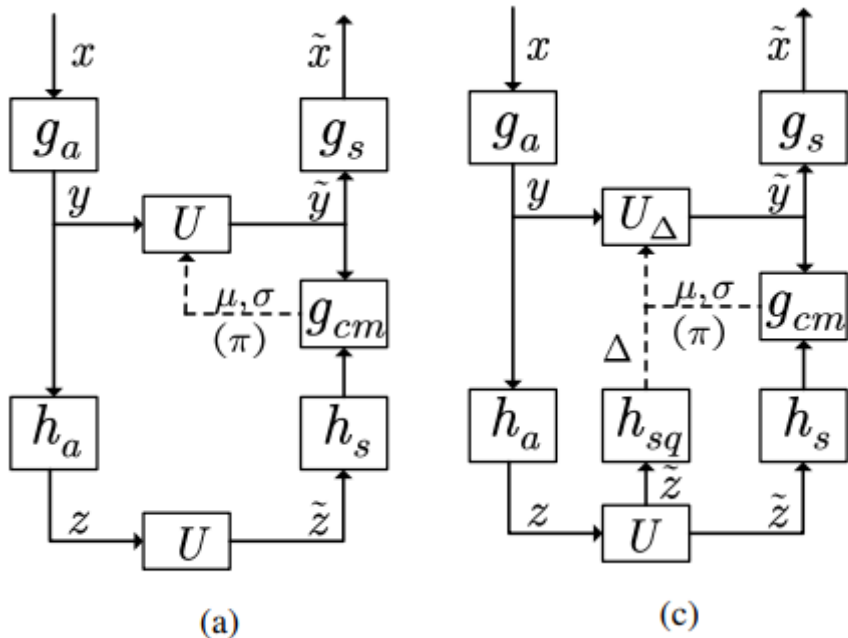 x
x̃
g_a
g_s
y
U
ỹ
μ, σ
(π)
g_cm
h_a
h_s
z
U
z̃
(a)
x
x̃
g_a
g_s
y
U_Δ
ỹ
μ, σ
(π)
g_cm
Δ
h_a
h_sq
h_s
z̃
z
U
z̃
(c)